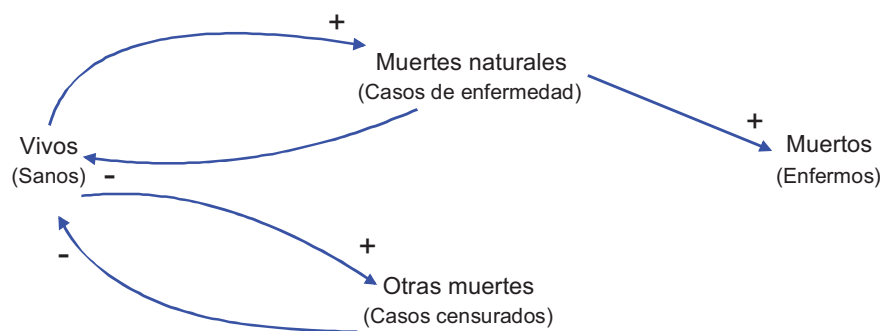 +
Muertes naturales
(Casos de enfermedad)
+
Vivos
(Sanos)
-
Muertos
(Enfermos)
+
-
Otras muertes
(Casos censurados)